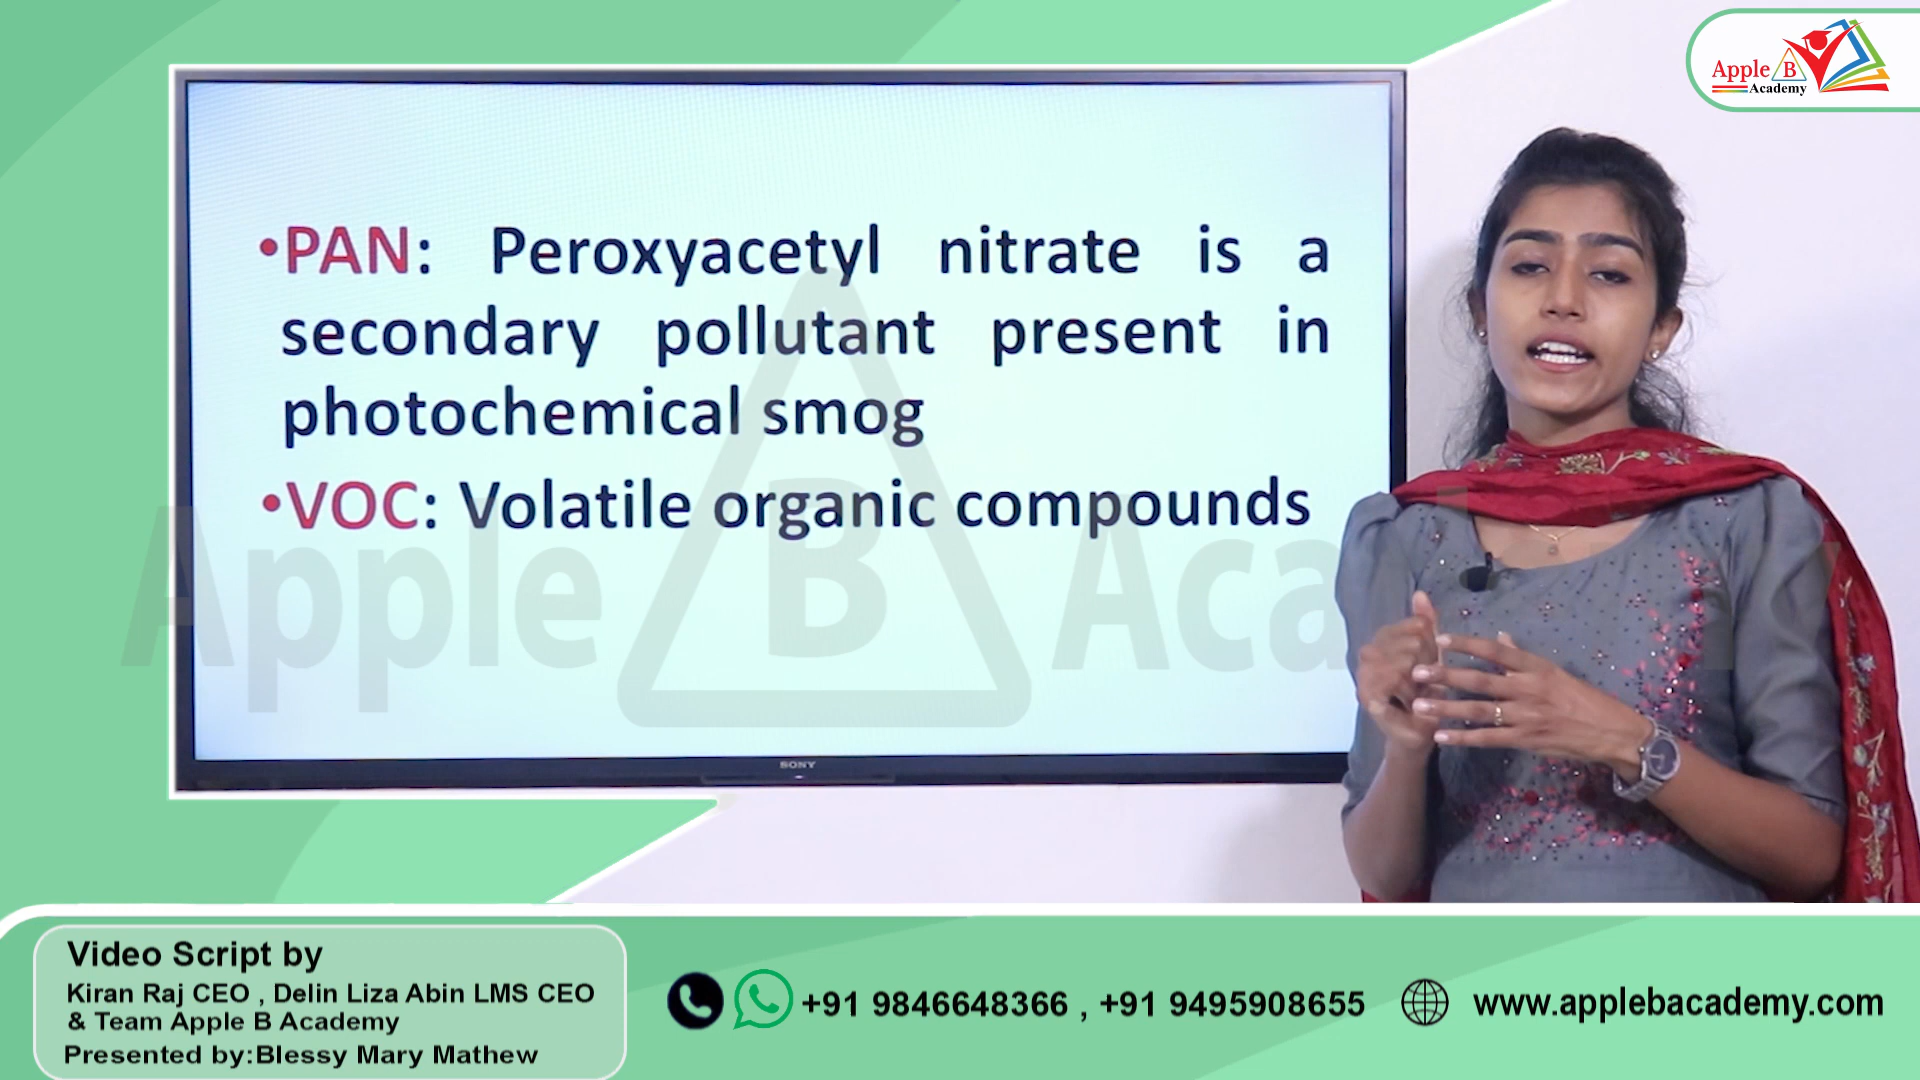 Apple B
Academy
•PAN: Peroxyacetyl nitrate is a
secondary pollutant present in
photochemical smog
•VOC: Volatile organic compounds
Apple B Academy
SONY
Video Script by
Kiran Raj CEO , Delin Liza Abin LMS CEO
& Team Apple B Academy
Presented by:Blessy Mary Mathew
+91 9846648366 , +91 9495908655
www.applebacademy.com